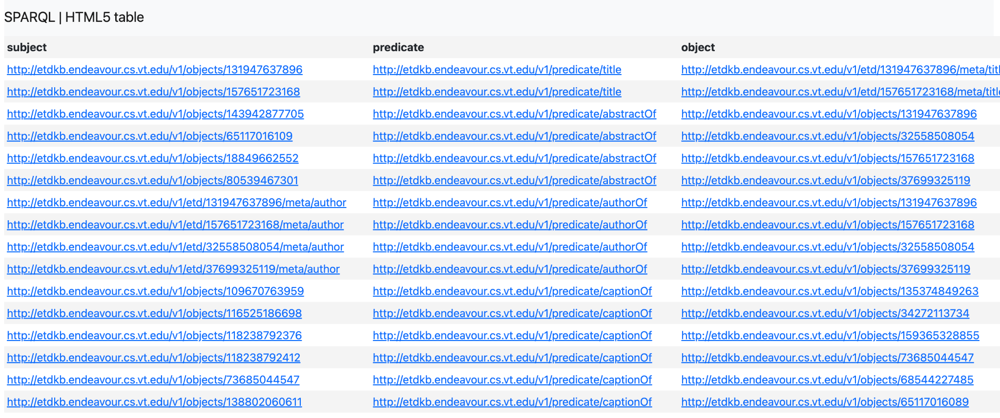 SPARQL | HTML5 table
subject predicate object
http://etdkb.endeavour.cs.vt.edu/v1/objects/131947637896 http://etdkb.endeavour.cs.vt.edu/v1/predicate/title http://etdkb.endeavour.cs.vt.edu/v1/etd/131947637896/meta/titl
http://etdkb.endeavour.cs.vt.edu/v1/objects/157651723168 http://etdkb.endeavour.cs.vt.edu/v1/predicate/title http://etdkb.endeavour.cs.vt.edu/v1/etd/157651723168/meta/title
http://etdkb.endeavour.cs.vt.edu/v1/objects/143942877705 http://etdkb.endeavour.cs.vt.edu/v1/predicate/abstractOf http://etdkb.endeavour.cs.vt.edu/v1/objects/131947637896
http://etdkb.endeavour.cs.vt.edu/v1/objects/65117016109 http://etdkb.endeavour.cs.vt.edu/v1/predicate/abstractOf http://etdkb.endeavour.cs.vt.edu/v1/objects/32558508054
http://etdkb.endeavour.cs.vt.edu/v1/objects/18849662552 http://etdkb.endeavour.cs.vt.edu/v1/predicate/abstractOf http://etdkb.endeavour.cs.vt.edu/v1/objects/157651723168
http://etdkb.endeavour.cs.vt.edu/v1/objects/80539467301 http://etdkb.endeavour.cs.vt.edu/v1/predicate/abstractOf http://etdkb.endeavour.cs.vt.edu/v1/objects/37699325119
http://etdkb.endeavour.cs.vt.edu/v1/etd/131947637896/meta/author http://etdkb.endeavour.cs.vt.edu/v1/predicate/authorOf http://etdkb.endeavour.cs.vt.edu/v1/objects/131947637896
http://etdkb.endeavour.cs.vt.edu/v1/etd/157651723168/meta/author http://etdkb.endeavour.cs.vt.edu/v1/predicate/authorOf http://etdkb.endeavour.cs.vt.edu/v1/objects/157651723168
http://etdkb.endeavour.cs.vt.edu/v1/etd/32558508054/meta/author http://etdkb.endeavour.cs.vt.edu/v1/predicate/authorOf http://etdkb.endeavour.cs.vt.edu/v1/objects/32558508054
http://etdkb.endeavour.cs.vt.edu/v1/etd/37699325119/meta/author http://etdkb.endeavour.cs.vt.edu/v1/predicate/authorOf http://etdkb.endeavour.cs.vt.edu/v1/objects/37699325119
http://etdkb.endeavour.cs.vt.edu/v1/objects/109670763959 http://etdkb.endeavour.cs.vt.edu/v1/predicate/captionOf http://etdkb.endeavour.cs.vt.edu/v1/objects/135374849263
http://etdkb.endeavour.cs.vt.edu/v1/objects/116525186698 http://etdkb.endeavour.cs.vt.edu/v1/predicate/captionOf http://etdkb.endeavour.cs.vt.edu/v1/objects/34272113734
http://etdkb.endeavour.cs.vt.edu/v1/objects/118238792376 http://etdkb.endeavour.cs.vt.edu/v1/predicate/captionOf http://etdkb.endeavour.cs.vt.edu/v1/objects/159365328855
http://etdkb.endeavour.cs.vt.edu/v1/objects/118238792412 http://etdkb.endeavour.cs.vt.edu/v1/predicate/captionOf http://etdkb.endeavour.cs.vt.edu/v1/objects/73685044547
http://etdkb.endeavour.cs.vt.edu/v1/objects/73685044547 http://etdkb.endeavour.cs.vt.edu/v1/predicate/captionOf http://etdkb.endeavour.cs.vt.edu/v1/objects/68544227485
http://etdkb.endeavour.cs.vt.edu/v1/objects/138802060611 http://etdkb.endeavour.cs.vt.edu/v1/predicate/captionOf http://etdkb.endeavour.cs.vt.edu/v1/objects/65117016089